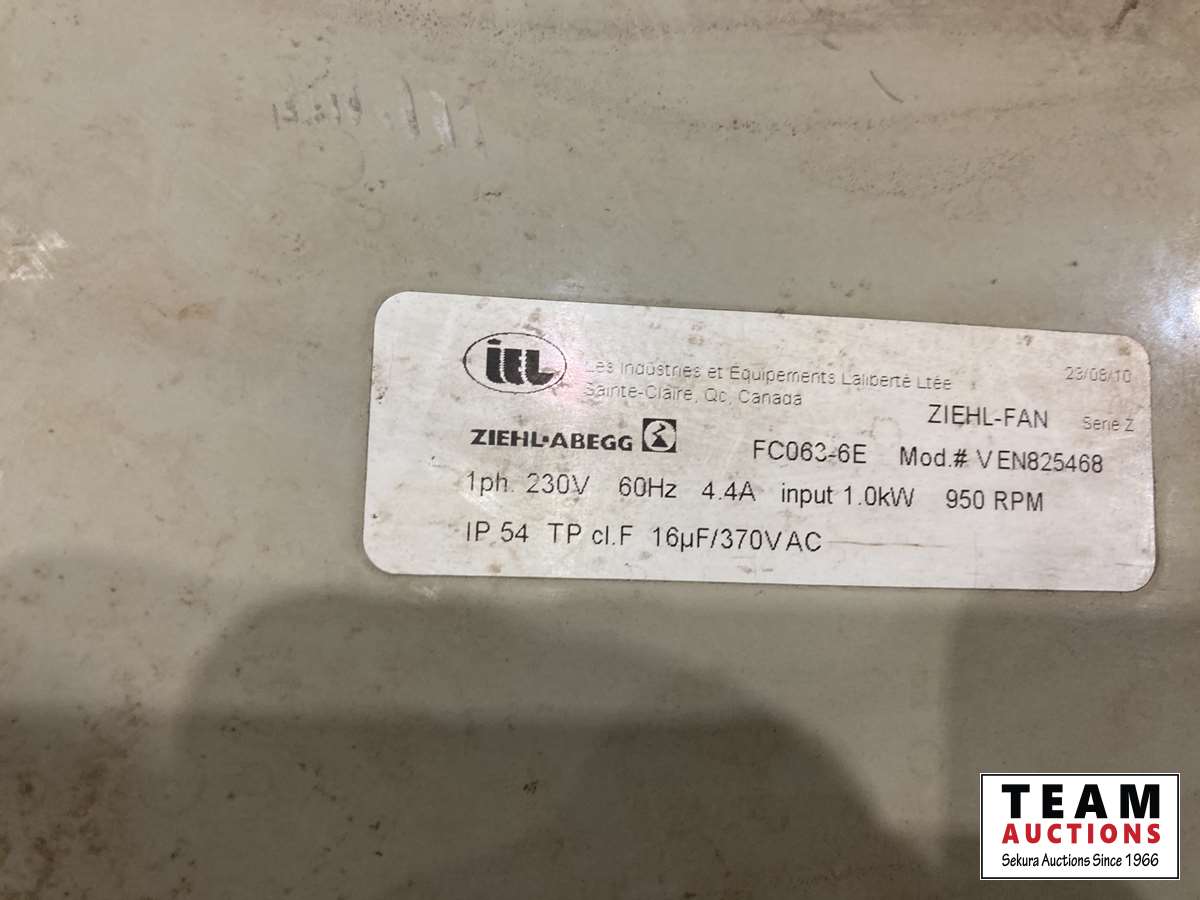 iEL
Les Industries et Équipements Laliberté Ltée
23/08/10
Sainte-Claire, Qc, Canada
ZIEHL-FAN Serie Z
ZIEHL-ABEGG
FC063-6E Mod.# VEN825468
1ph. 230V 60Hz 4.4A input 1.0kW 950 RPM
IP 54 TP cl.F 16µF/370VAC
TEAM
AUCTIONS
Sekura Auctions Since 1966